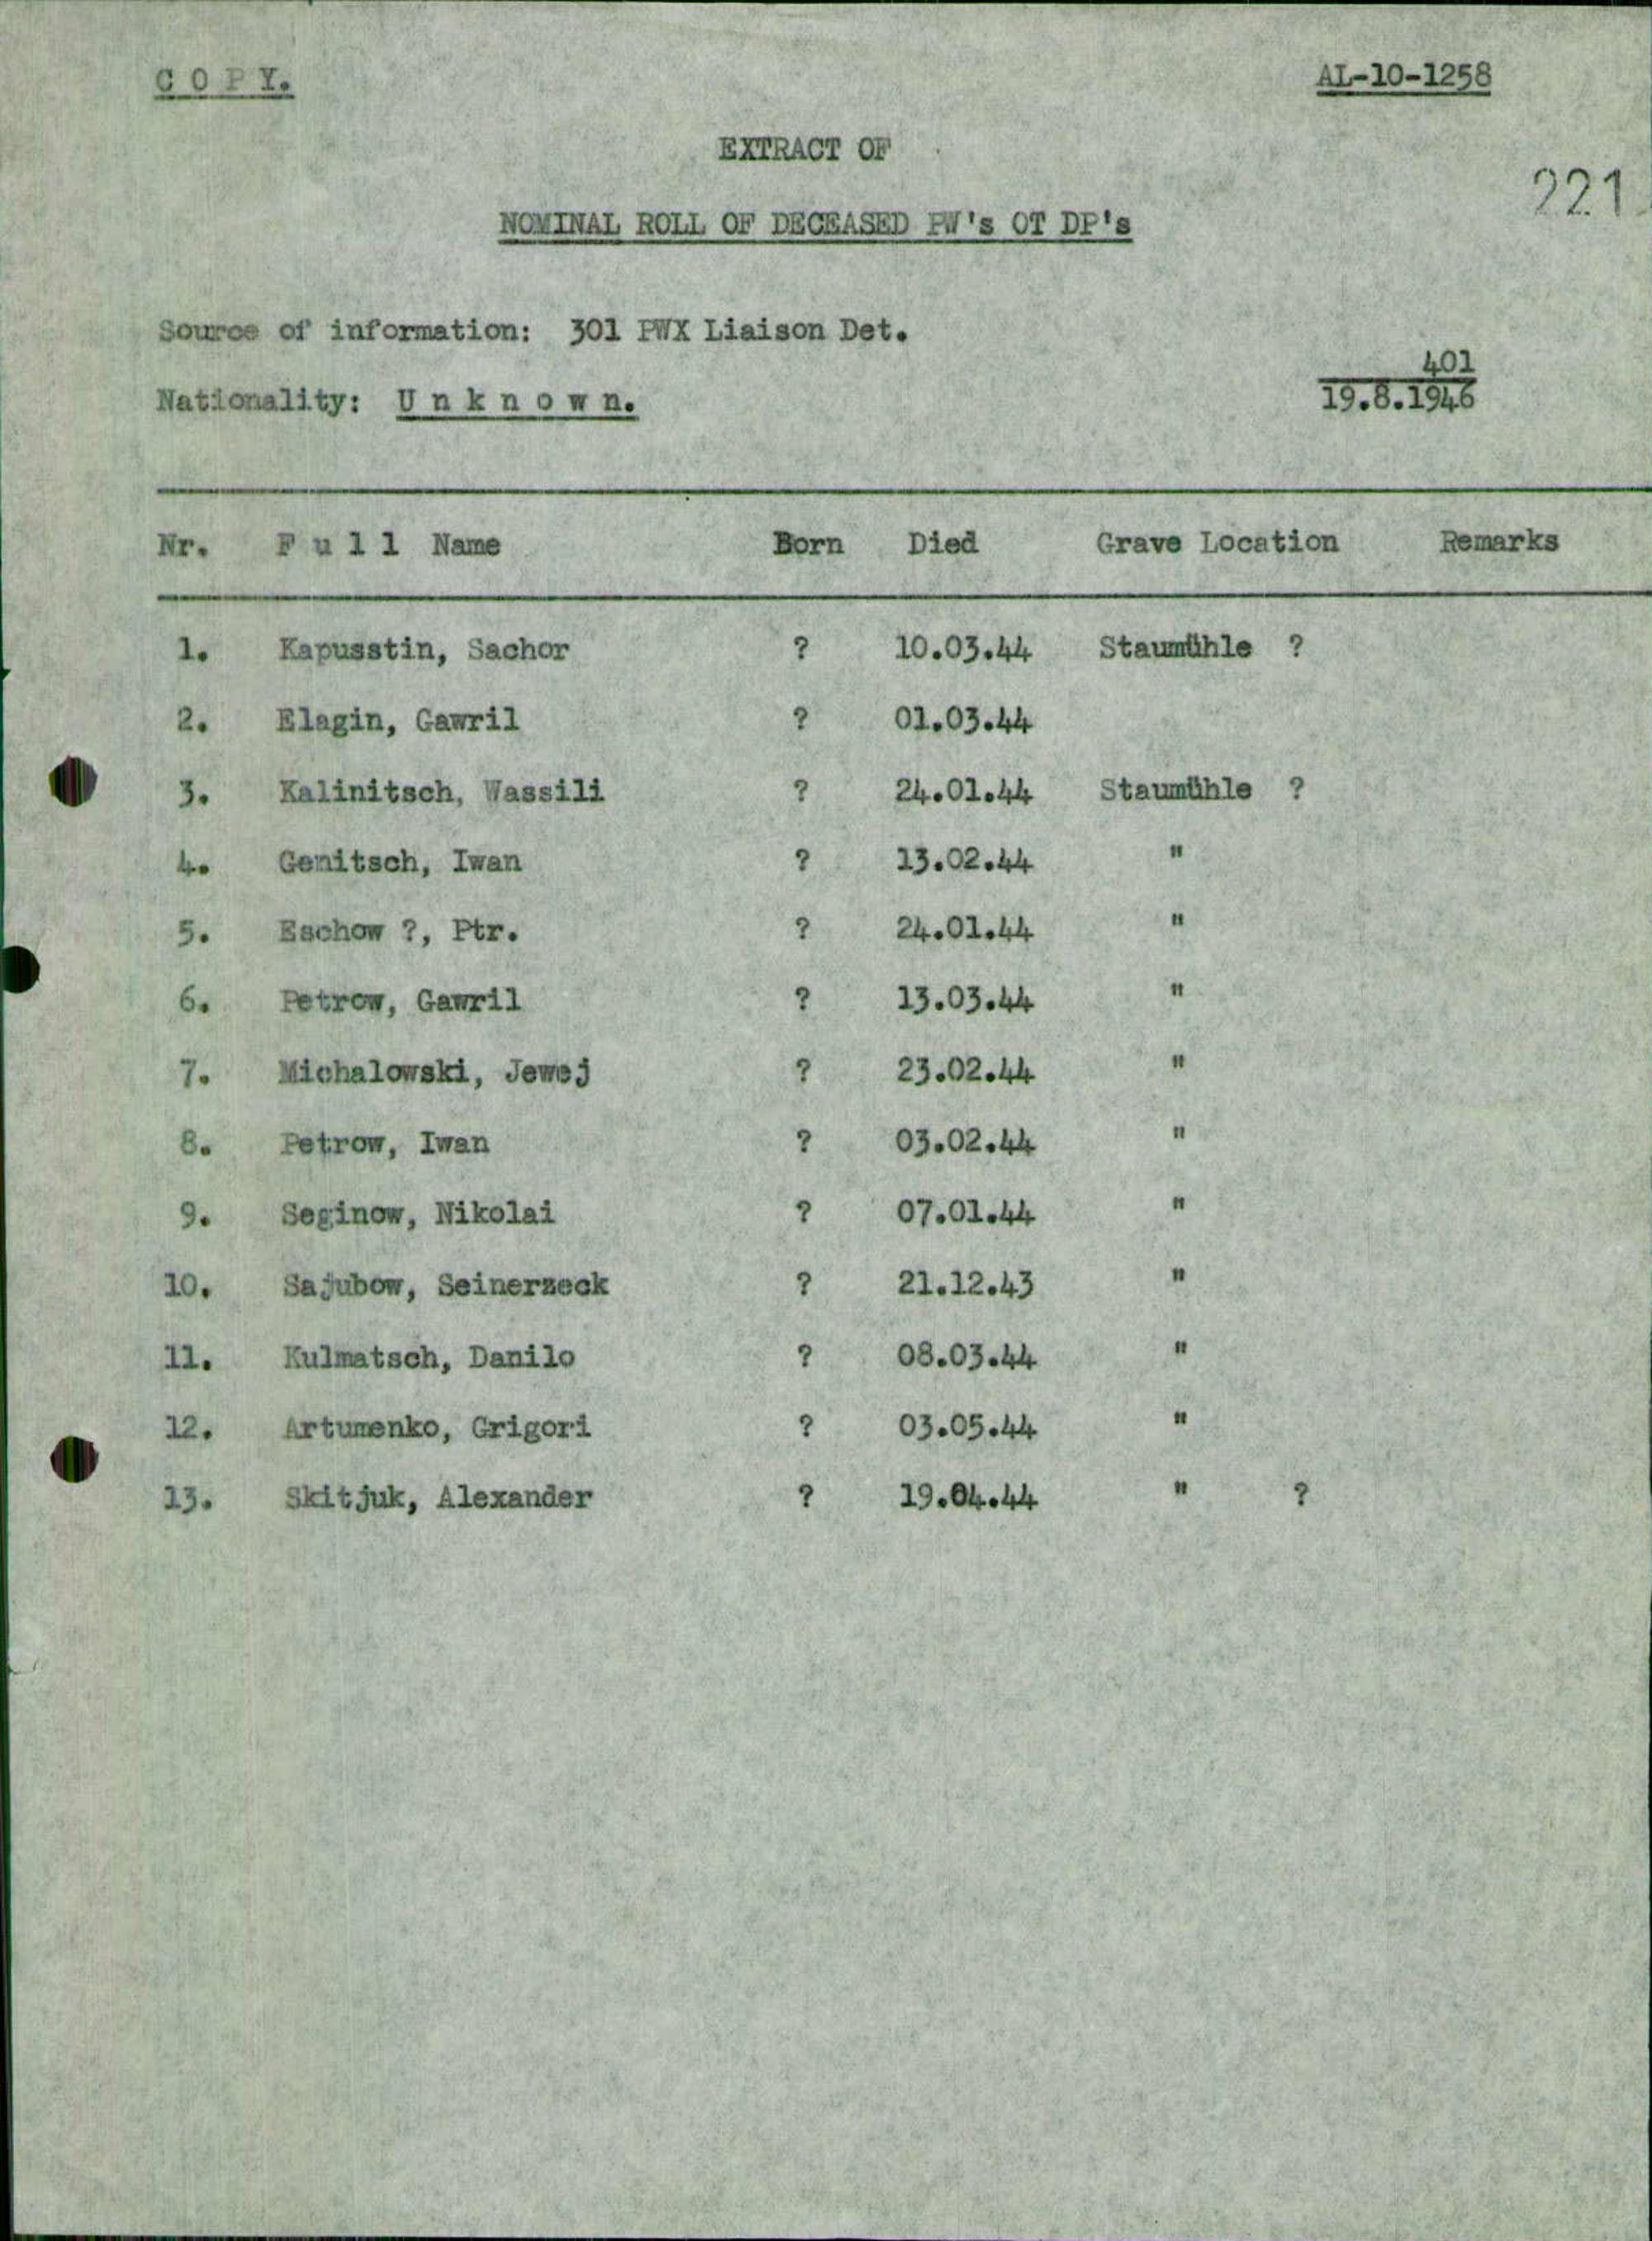 C O P Y.
AL-10-1258
EXTRACT OF
221
NOMINAL ROLL OF DECEASED PW's OT DP's
Source of information: 301 PWX Liaison Det.
401
Nationality: U n k n o w n.
19.8.1946
Nr. F u l l Name Born Died Grave Location Remarks
1. Kapusstin, Sachor ? 10.03.44 Staumühle ?
2. Elagin, Gawril ? 01.03.44
3. Kalinitsch, Wassili ? 24.01.44 Staumühle ?
4. Genitsch, Iwan ? 13.02.44 "
5. Eschow ?, Ptr. ? 24.01.44 "
6. Petrow, Gawril ? 13.03.44 "
7. Michalowski, Jewej ? 23.02.44 "
8. Petrow, Iwan ? 03.02.44 "
9. Seginow, Nikolai ? 07.01.44 "
10. Sajubow, Seinerzeck ? 21.12.43 "
11. Kulmatsch, Danilo ? 08.03.44 "
12. Artumenko, Grigori ? 03.05.44 "
13. Skitjuk, Alexander ? 19.04.44 " ?